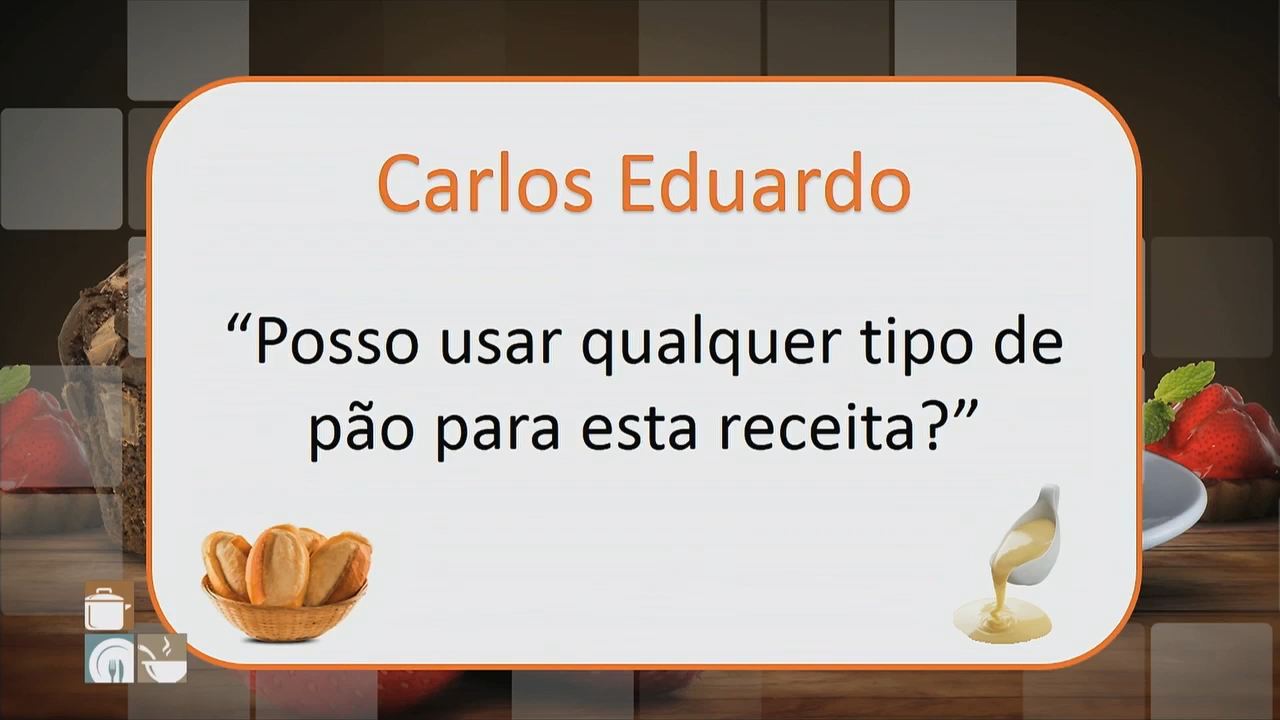 Carlos Eduardo
“Posso usar qualquer tipo de
pão para esta receita?”